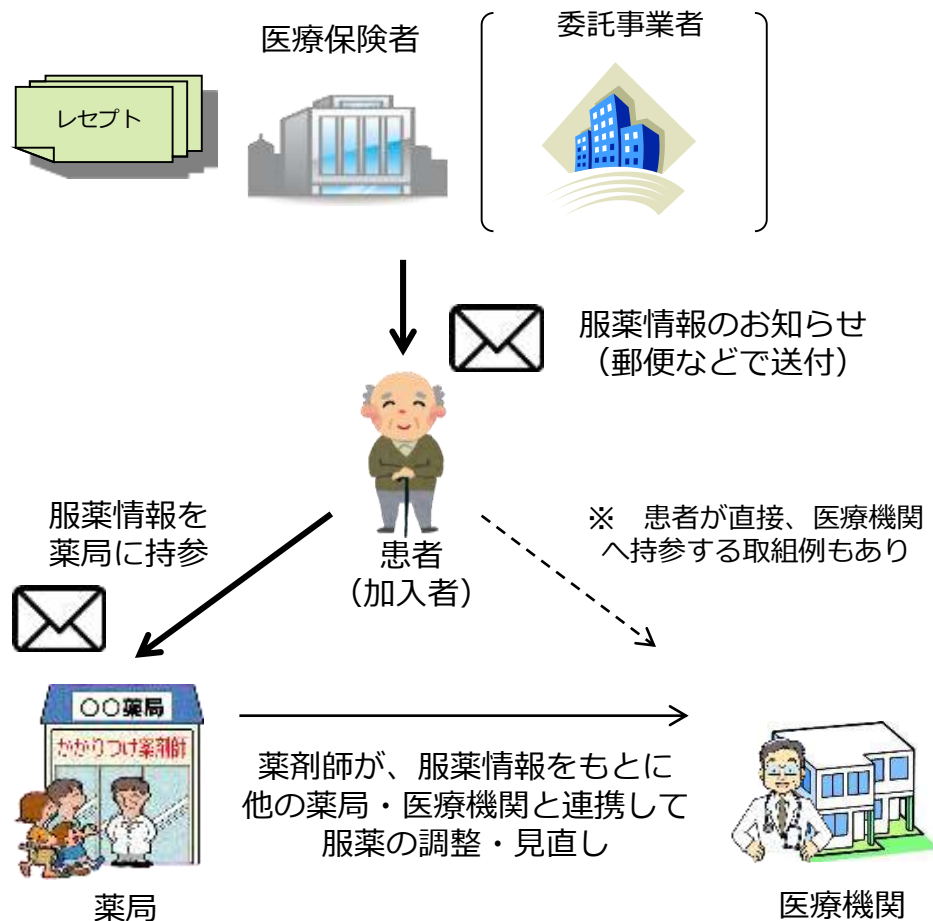 医療保険者
委託事業者
レセプト
服薬情報のお知らせ
（郵便などで送付）
服薬情報を
薬局に持参
※　患者が直接、医療機関
へ持参する取組例もあり
患者
（加入者）
〇〇薬局
かかりつけ薬剤師
薬剤師が、服薬情報をもとに
他の薬局・医療機関と連携して
服薬の調整・見直し
薬局
医療機関